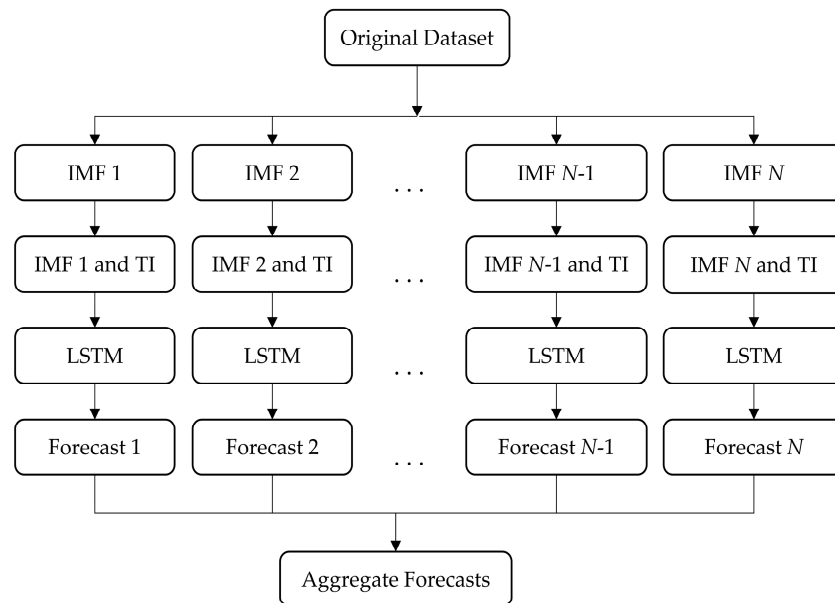 Original Dataset
IMF 1
IMF 2
. . .
IMF N-1
IMF N
IMF 1 and TI
IMF 2 and TI
. . .
IMF N-1 and TI
IMF N and TI
LSTM
LSTM
. . .
LSTM
LSTM
Forecast 1
Forecast 2
. . .
Forecast N-1
Forecast N
Aggregate Forecasts